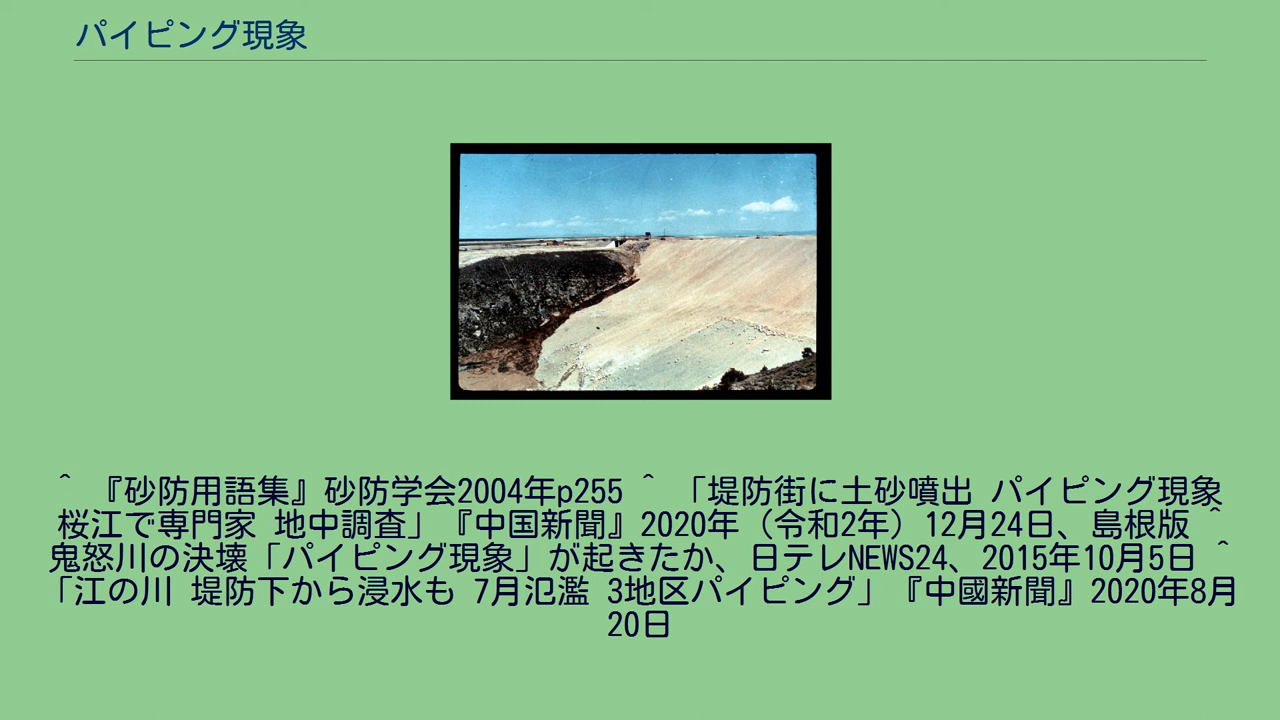 パイピング現象
^ 『砂防用語集』砂防学会2004年p255 ^ 「堤防街に土砂噴出 パイピング現象
桜江で専門家 地中調査」『中国新聞』2020年（令和2年）12月24日、島根版 ^
鬼怒川の決壊「パイピング現象」が起きたか、日テレNEWS24、2015年10月5日 ^
「江の川 堤防下から浸水も 7月氾濫 3地区パイピング」『中國新聞』2020年8月
20日